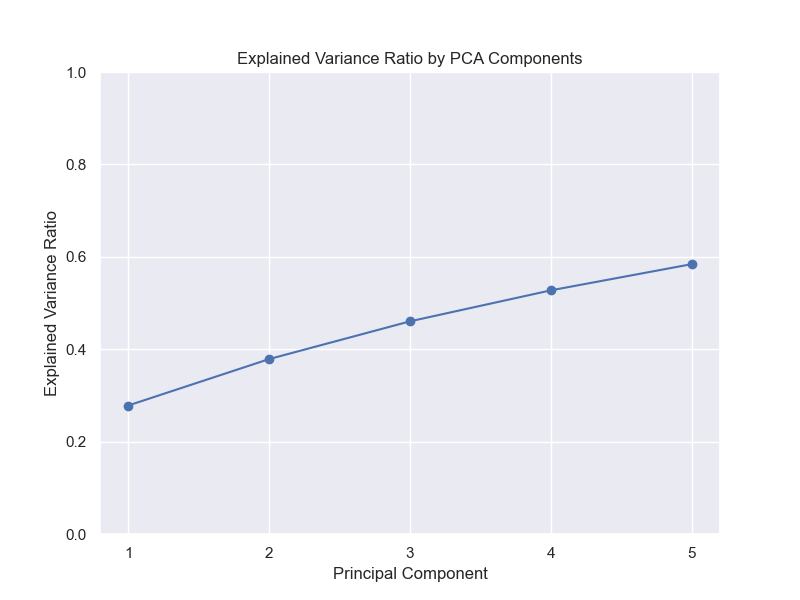 Explained Variance Ratio by PCA Components
1.0
0.8
0.6
0.4
0.2
0.0
Explained Variance Ratio
1 2 3 4 5
Principal Component